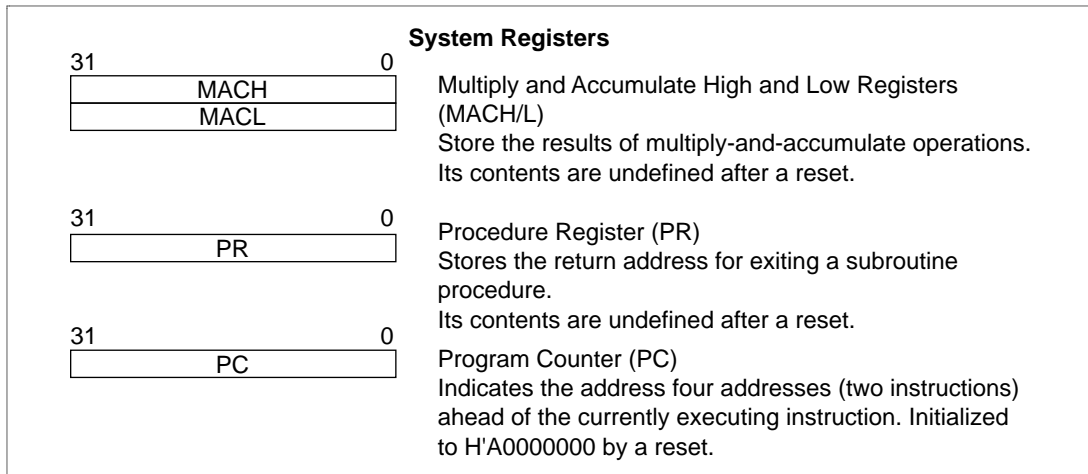 System Registers
31 0
MACH
MACL
Multiply and Accumulate High and Low Registers
(MACH/L)
Store the results of multiply-and-accumulate operations.
Its contents are undefined after a reset.
31 0
PR
Procedure Register (PR)
Stores the return address for exiting a subroutine
procedure.
Its contents are undefined after a reset.
31 0
PC
Program Counter (PC)
Indicates the address four addresses (two instructions)
ahead of the currently executing instruction. Initialized
to H'A0000000 by a reset.